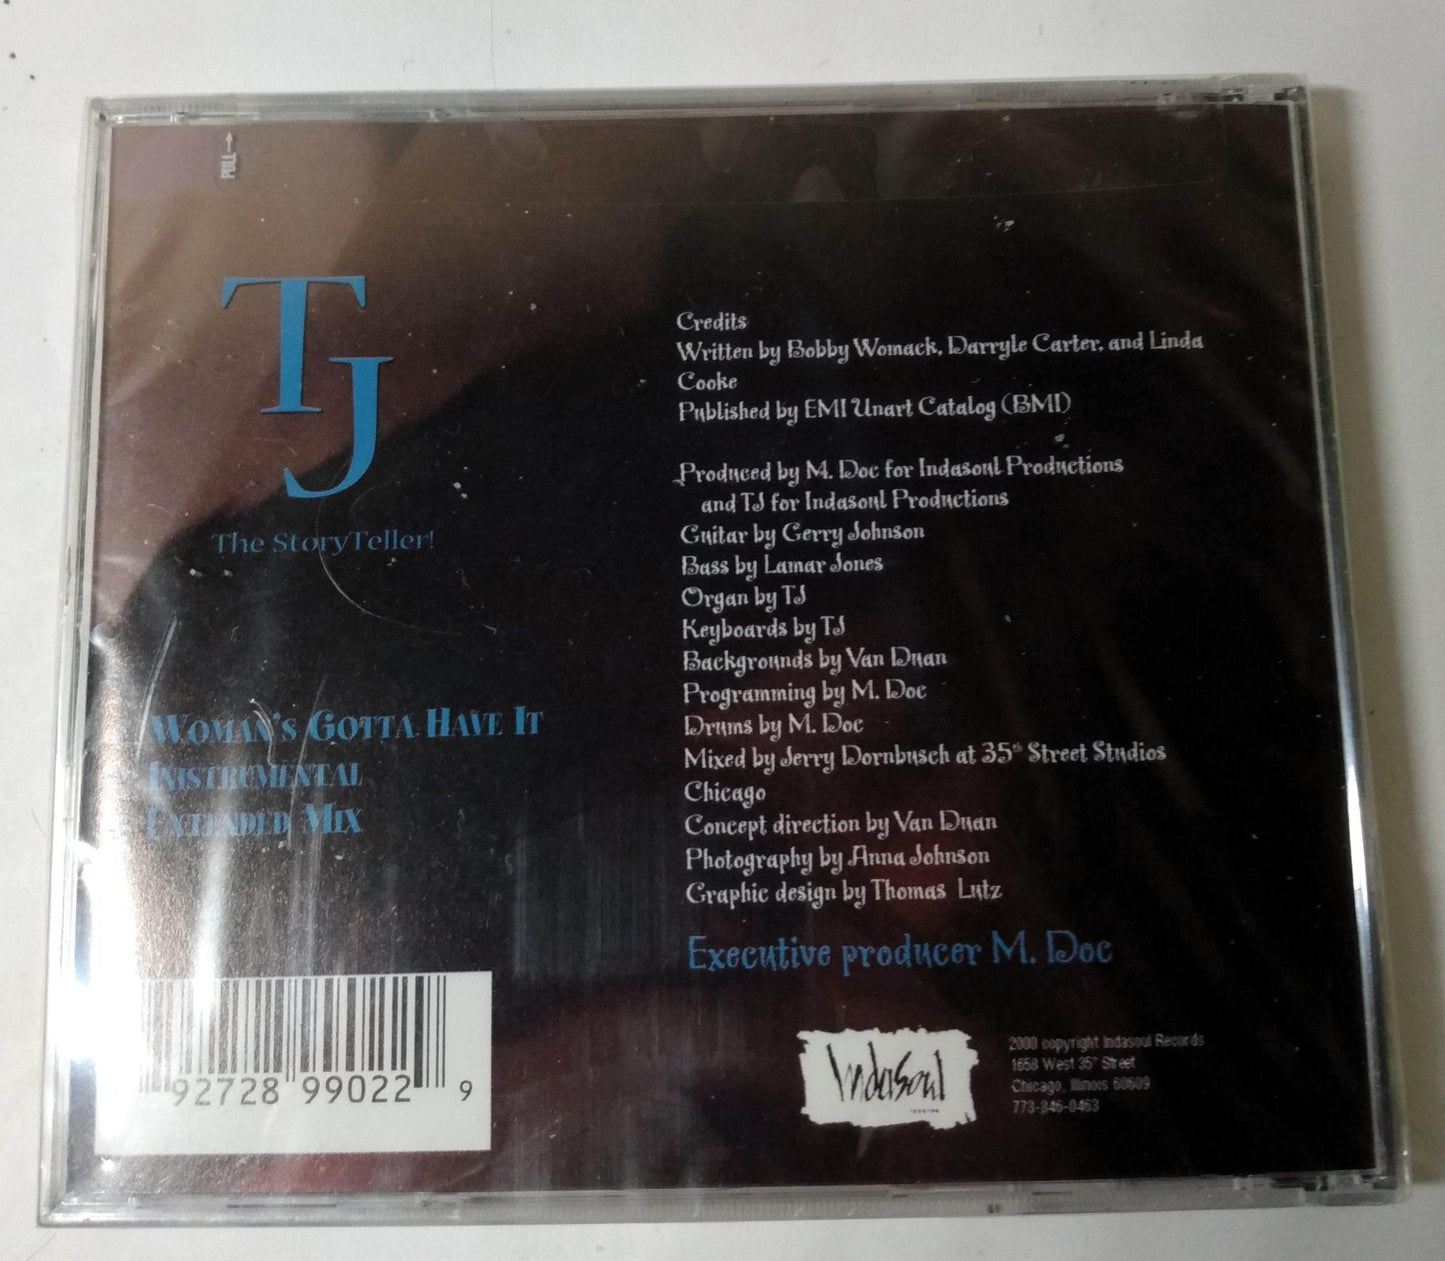 PULL→
TJ
The StoryTeller!
Woman's Gotta Have It
Inistrumental
Extended Mix
92728 99022 9
Credits
Written by Bobby Womack, Darryle Carter, and Linda
Cooke
Published by EMI Unart Catalog (BMI)
Produced by M. Doc for Indasoul Productions
and TJ for Indasoul Productions
Guitar by Gerry Johnson
Bass by Lamar Jones
Organ by TJ
Keyboards by TJ
Backgrounds by Van Duan
Programming by M. Doc
Drums by M. Doc
Mixed by Jerry Dornbusch at 35th Street Studios
Chicago
Concept direction by Van Duan
Photography by Anna Johnson
Graphic design by Thomas Lutz
Executive producer M. Doc
IndaSoul
2000 copyright Indasoul Records
1658 West 35th Street
Chicago, Illinois 60609
773-846-0463